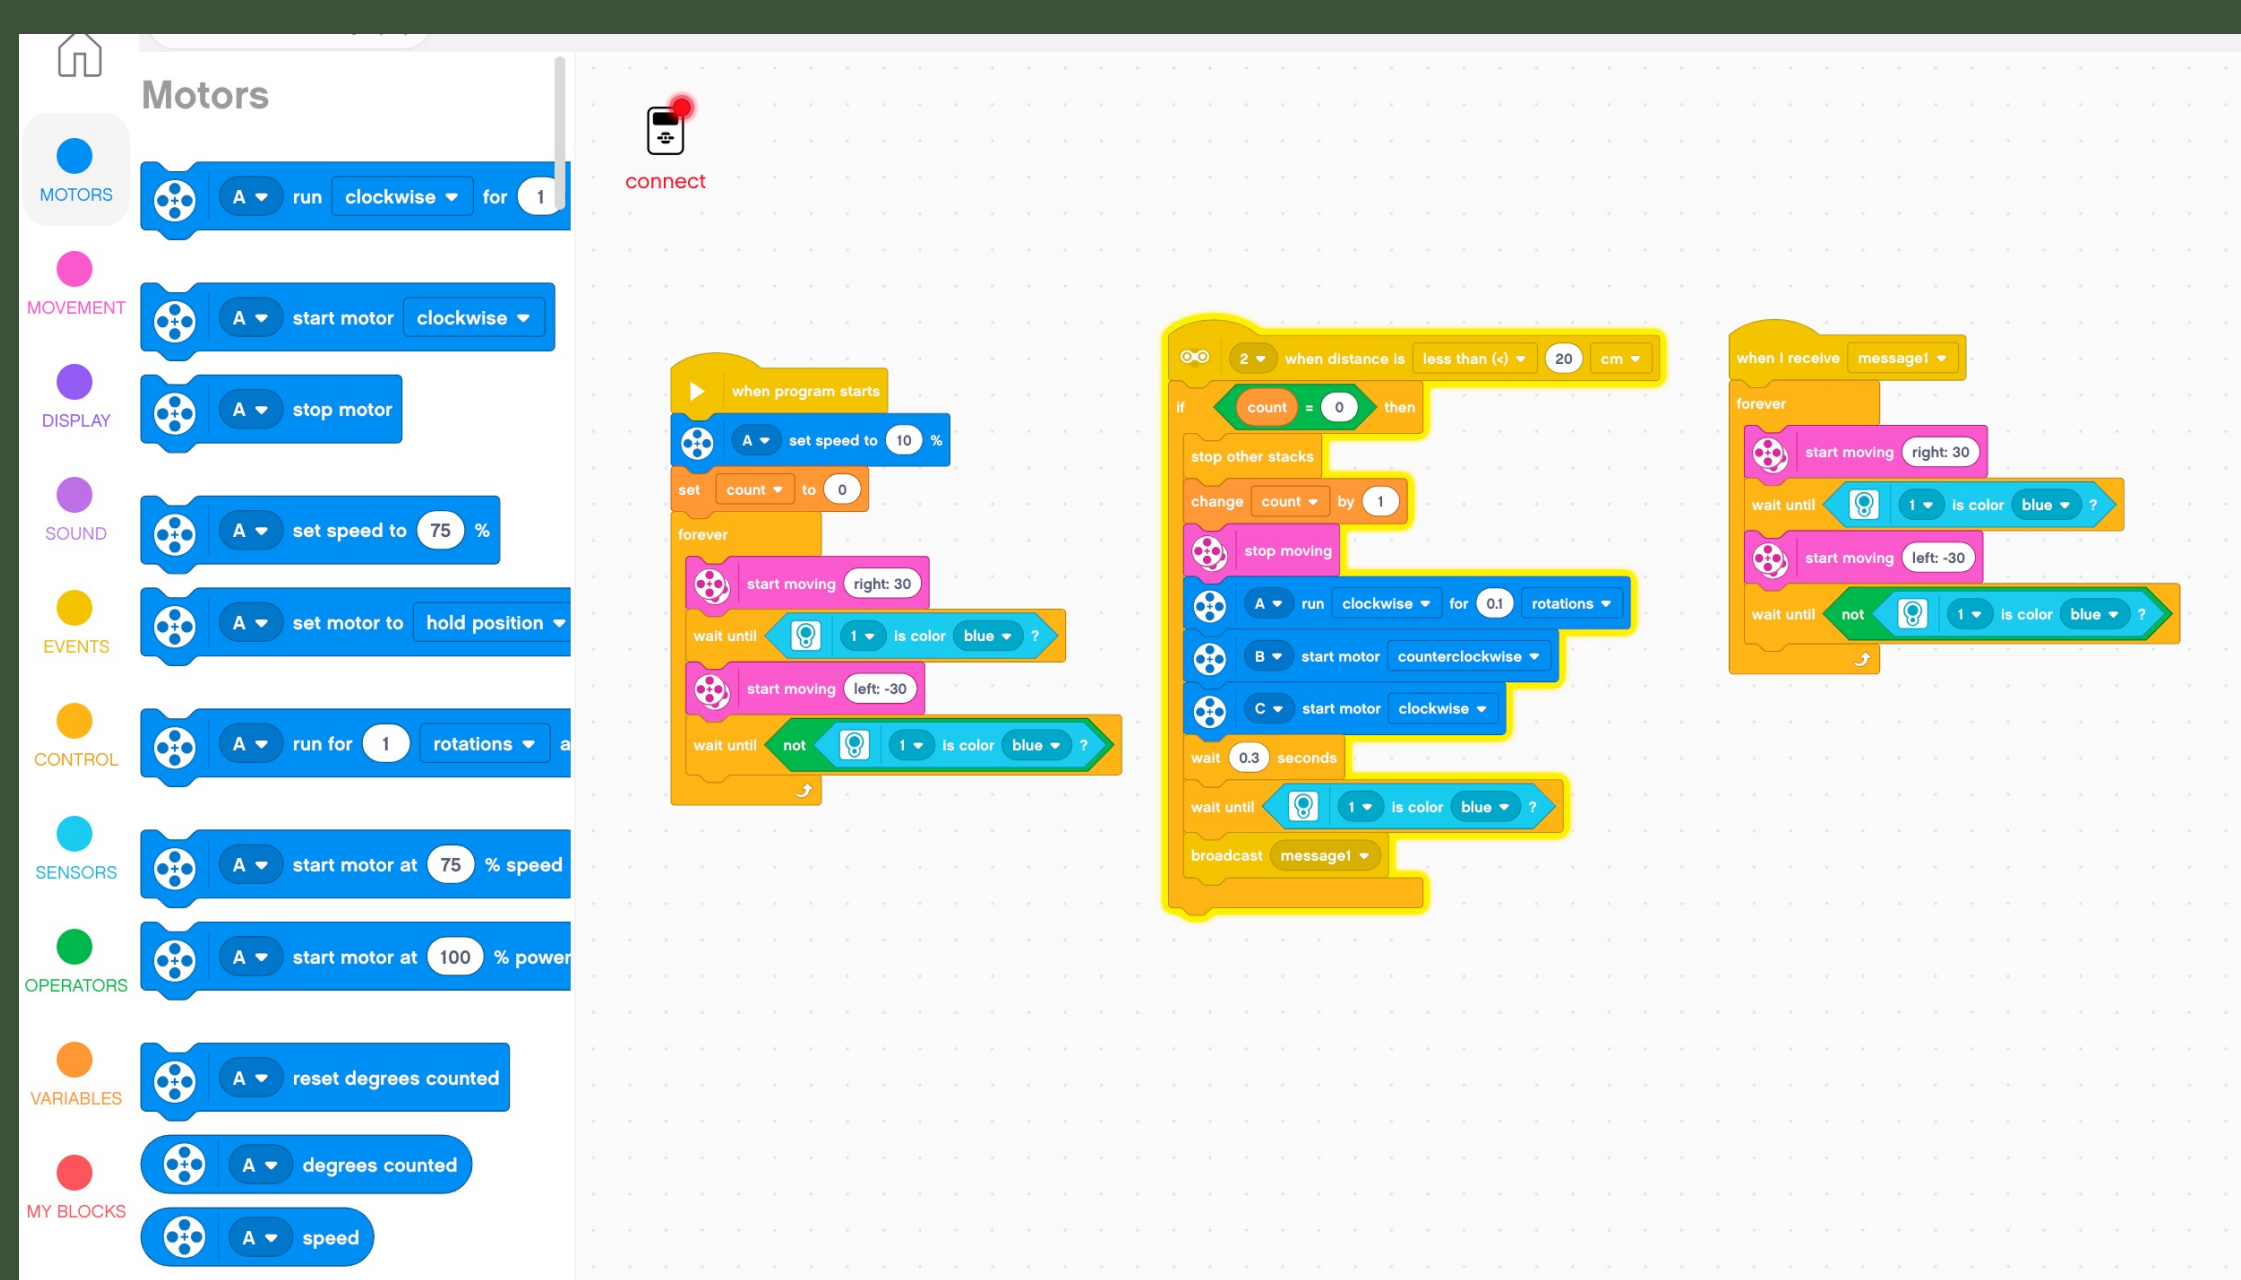 MOTORS
MOVEMENT
DISPLAY
SOUND
EVENTS
CONTROL
SENSORS
OPERATORS
VARIABLES
MY BLOCKS
Motors
A run clockwise for 1
A start motor clockwise
A stop motor
A set speed to 75 %
A set motor to hold position
A run for 1 rotations a
A start motor at 75 % speed
A start motor at 100 % power
A reset degrees counted
A degrees counted
A speed
connect
when program starts
A set speed to 10 %
set count to 0
forever
start moving right: 30
wait until 1 is color blue ?
start moving left: -30
wait until not 1 is color blue ?
2 when distance is less than (<) 20 cm
if count = 0 then
stop other stacks
change count by 1
stop moving
A run clockwise for 0.1 rotations
B start motor counterclockwise
C start motor clockwise
wait 0.3 seconds
wait until 1 is color blue ?
broadcast message1
when I receive message1
forever
start moving right: 30
wait until 1 is color blue ?
start moving left: -30
wait until not 1 is color blue ?